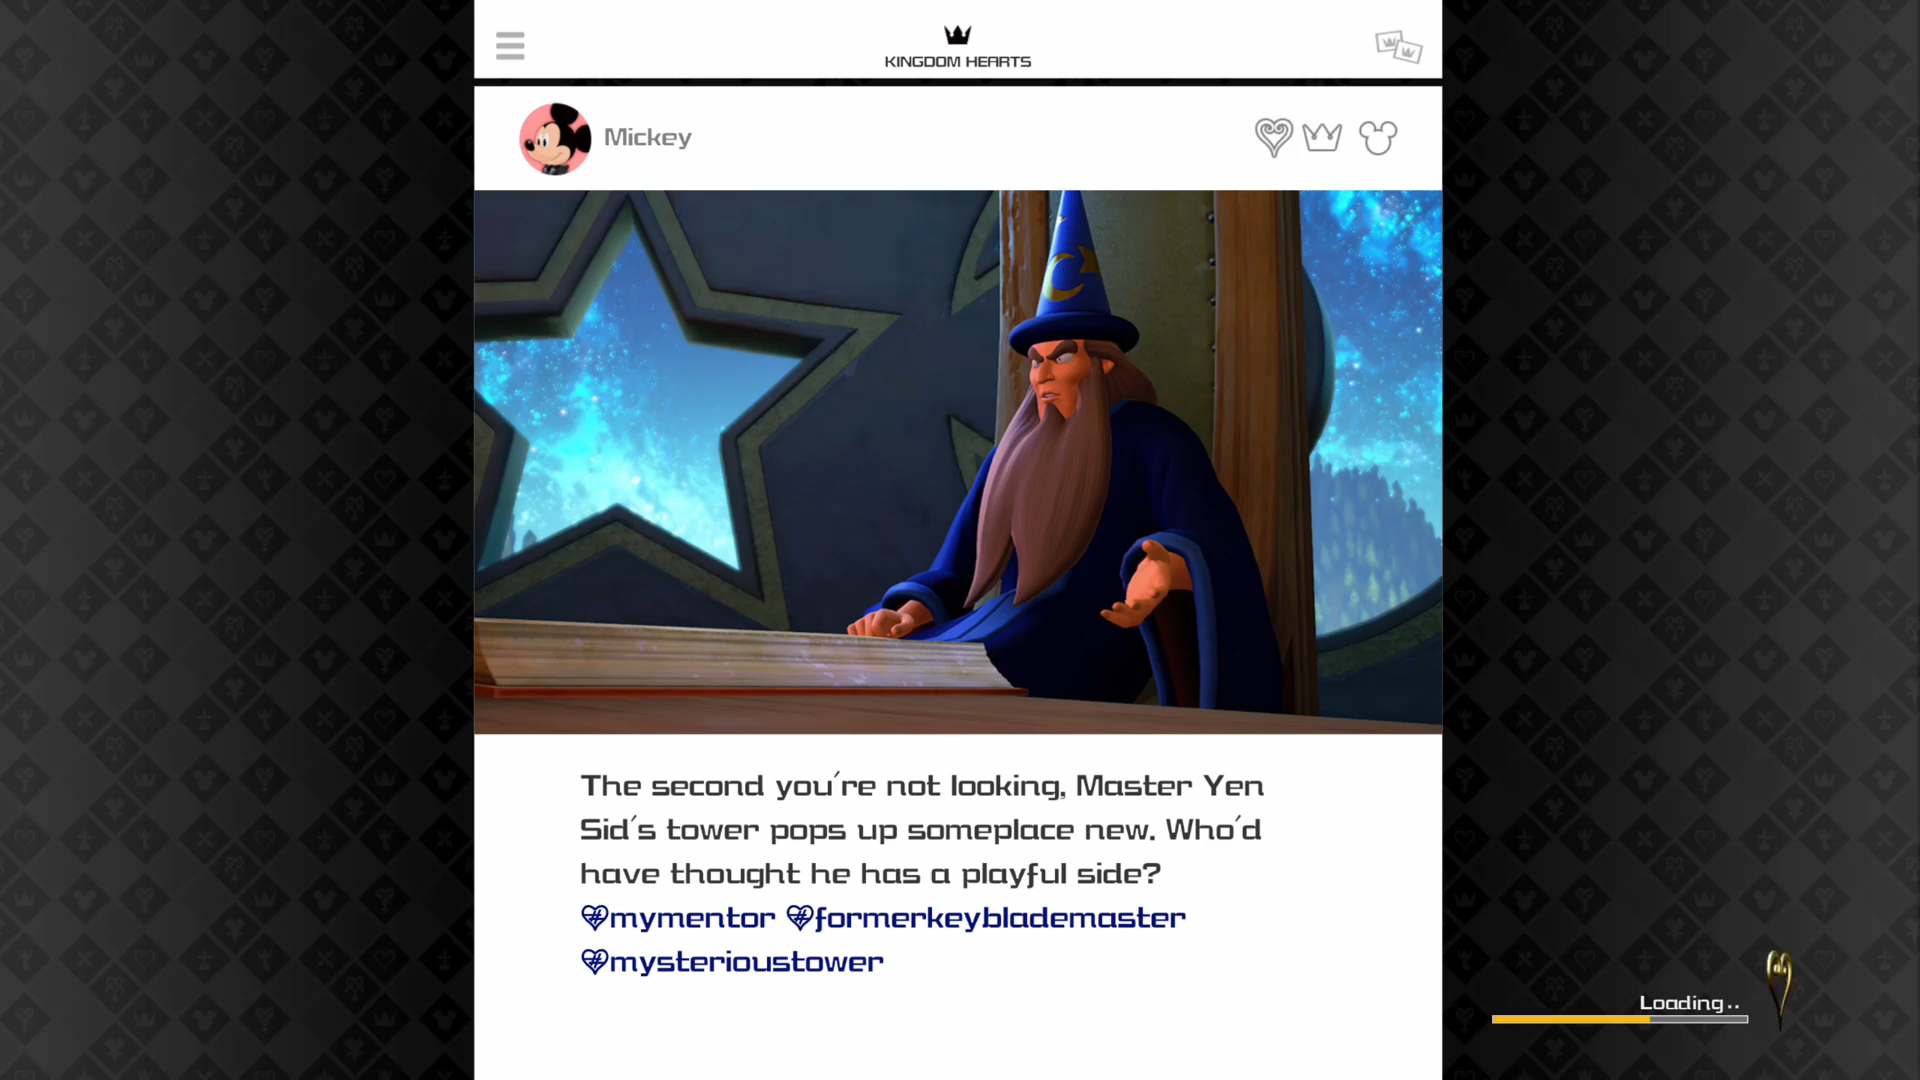 KINGDOM HEARTS
Mickey
The second you're not looking, Master Yen
Sid's tower pops up someplace new. Who'd
have thought he has a playful side?
#mymentor #formerkeyblademaster
#mysterioustower
Loading..